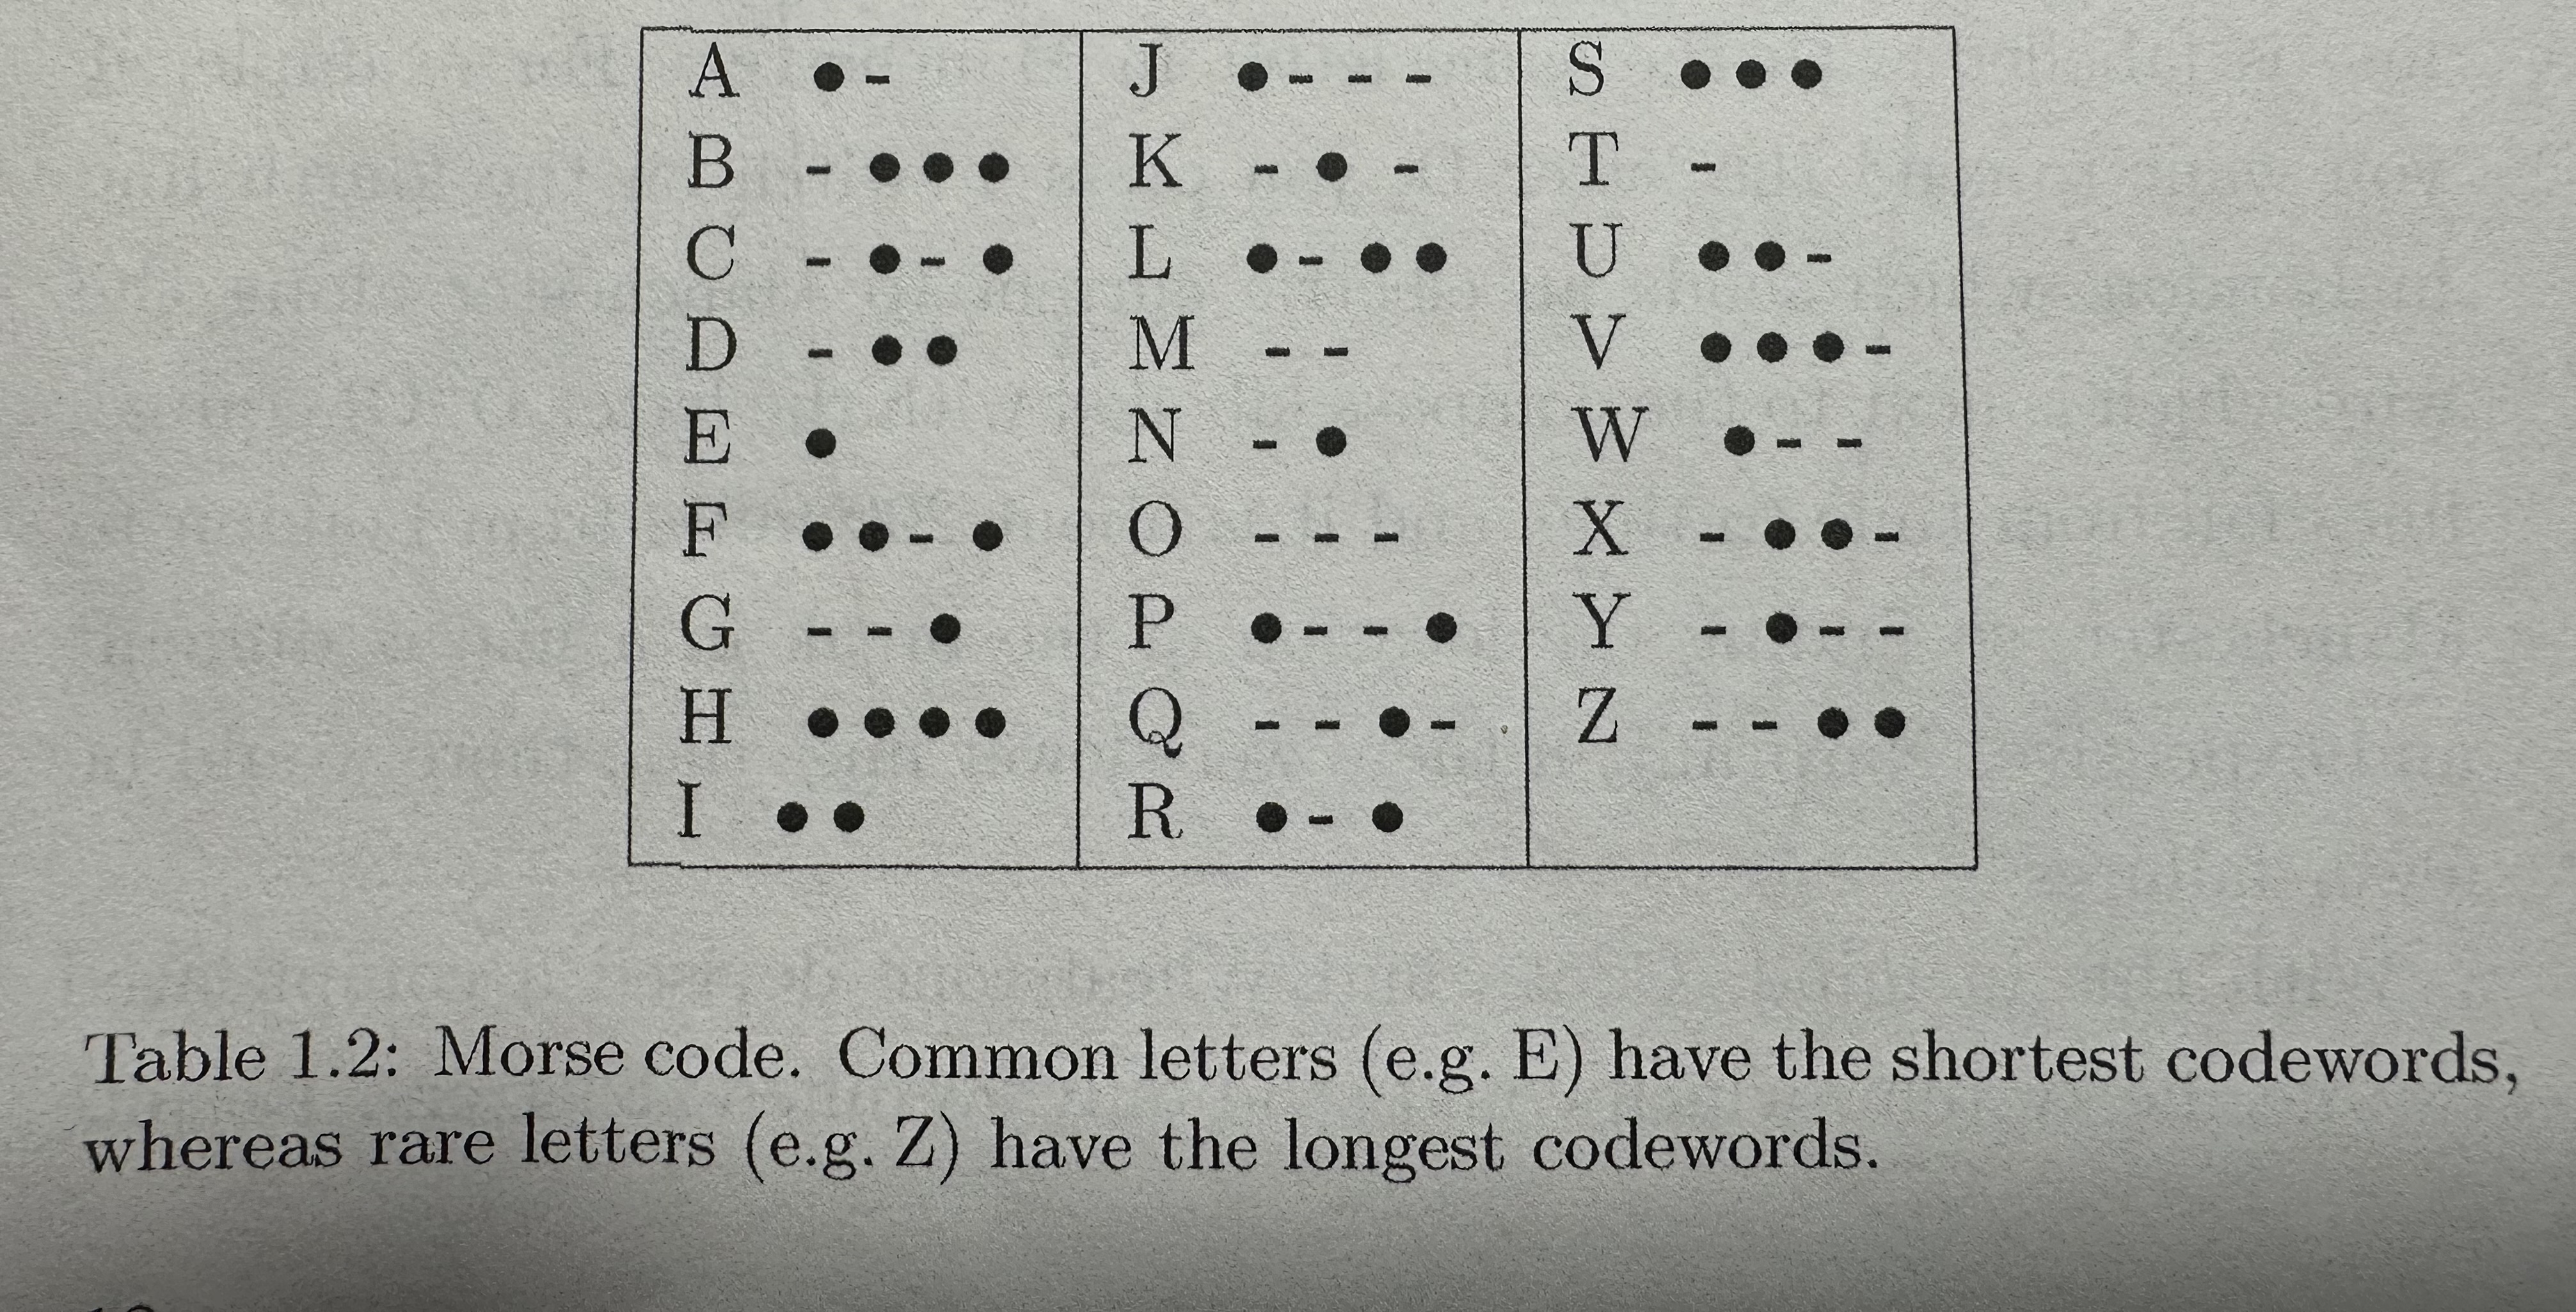 A ● - J ● - - - S ● ● ●
B - ● ● ● K - ● - T -
C - ● - ● L ● - ● ● U ● ● -
D - ● ● M - - V ● ● ● -
E ● N - ● W ● - -
F ● ● - ● O - - - X - ● ● -
G - - ● P ● - - ● Y - ● - -
H ● ● ● ● Q - - ● - Z - - ● ●
I ● ● R ● - ●
Table 1.2: Morse code. Common letters (e.g. E) have the shortest codewords,
whereas rare letters (e.g. Z) have the longest codewords.